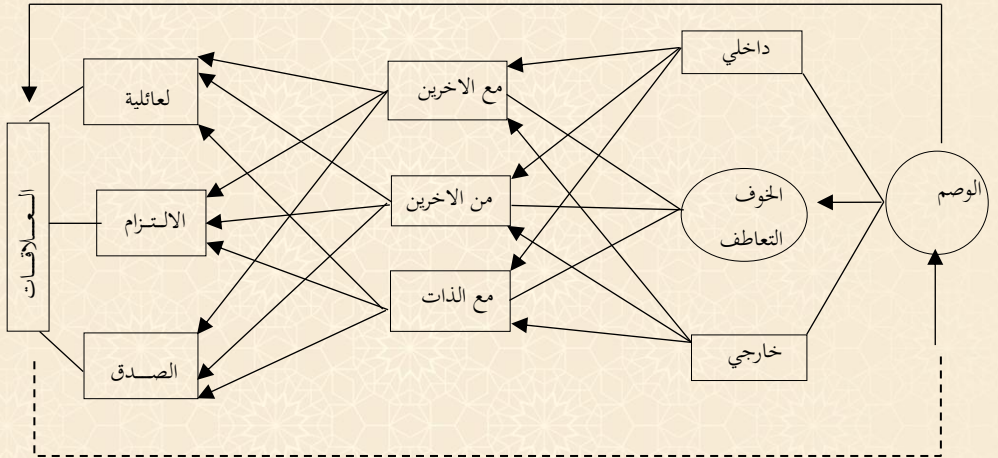 الوصم
داخلي
الخوف
التعاطف
خارجي
مع الاخرين
من الاخرين
مع الذات
لعائلية
الالتزام
الصدق
العلاقات